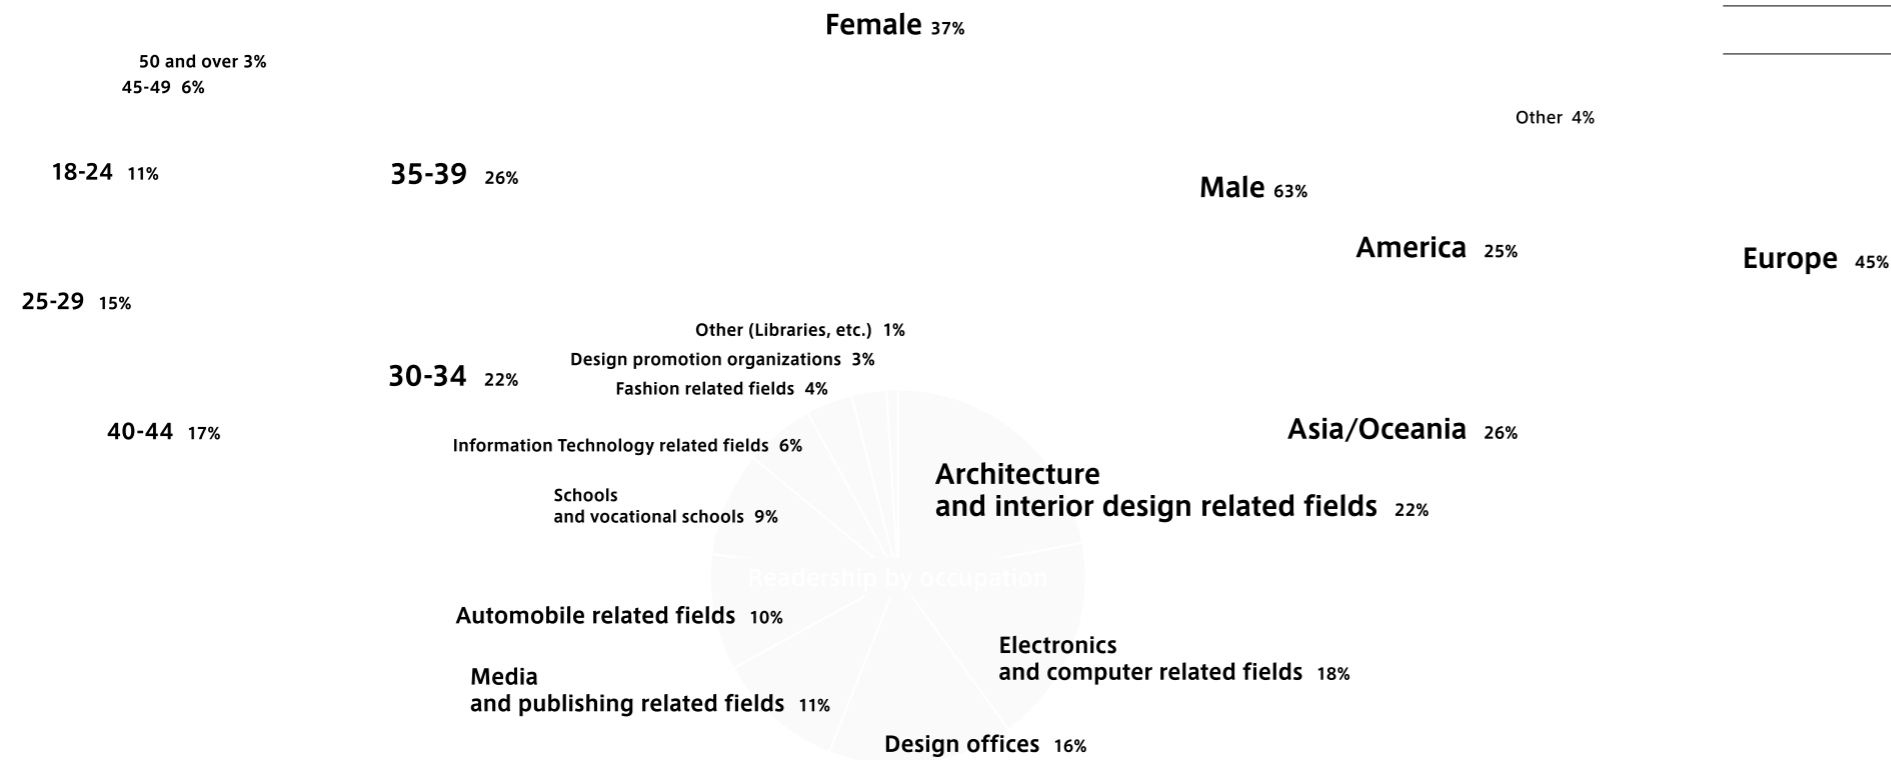 Female 37%
50 and over 3%
45-49 6%
Other 4%
18-24 11%
35-39 26%
Male 63%
America 25%
Europe 45%
25-29 15%
Other (Libraries, etc.) 1%
Design promotion organizations 3%
30-34 22%
Fashion related fields 4%
40-44 17%
Asia/Oceania 26%
Information Technology related fields 6%
Architecture
and interior design related fields 22%
Schools
and vocational schools 9%
Readership by occupation
Automobile related fields 10%
Electronics
and computer related fields 18%
Media
and publishing related fields 11%
Design offices 16%